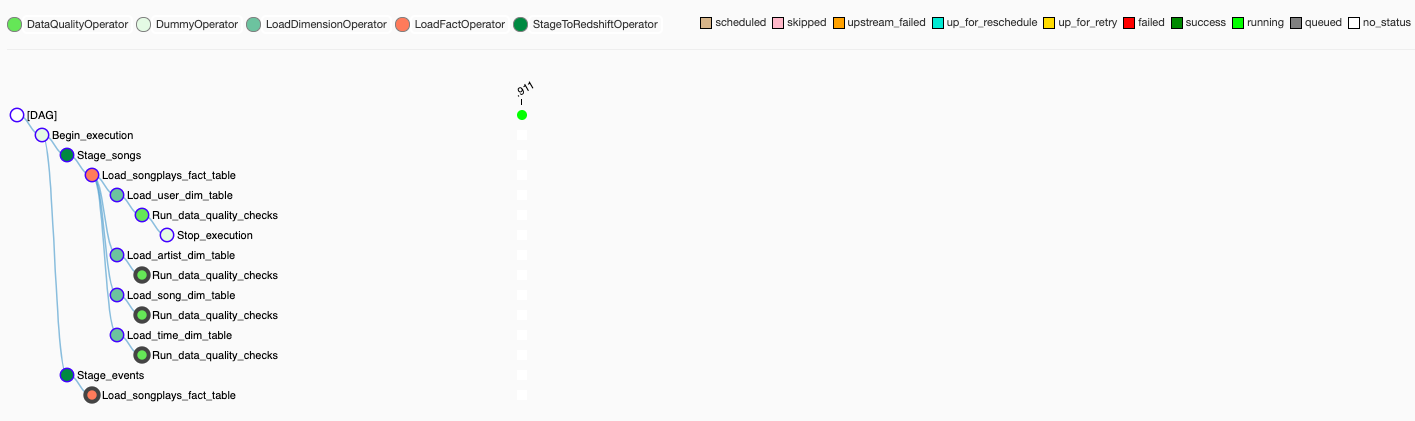 DataQualityOperator DummyOperator LoadDimensionOperator LoadFactOperator StageToRedshiftOperator scheduled skipped upstream_failed up_for_reschedule up_for_retry failed success running queued no_status
.911
[DAG]
Begin_execution
Stage_songs
Load_songplays_fact_table
Load_user_dim_table
Run_data_quality_checks
Stop_execution
Load_artist_dim_table
Run_data_quality_checks
Load_song_dim_table
Run_data_quality_checks
Load_time_dim_table
Run_data_quality_checks
Stage_events
Load_songplays_fact_table